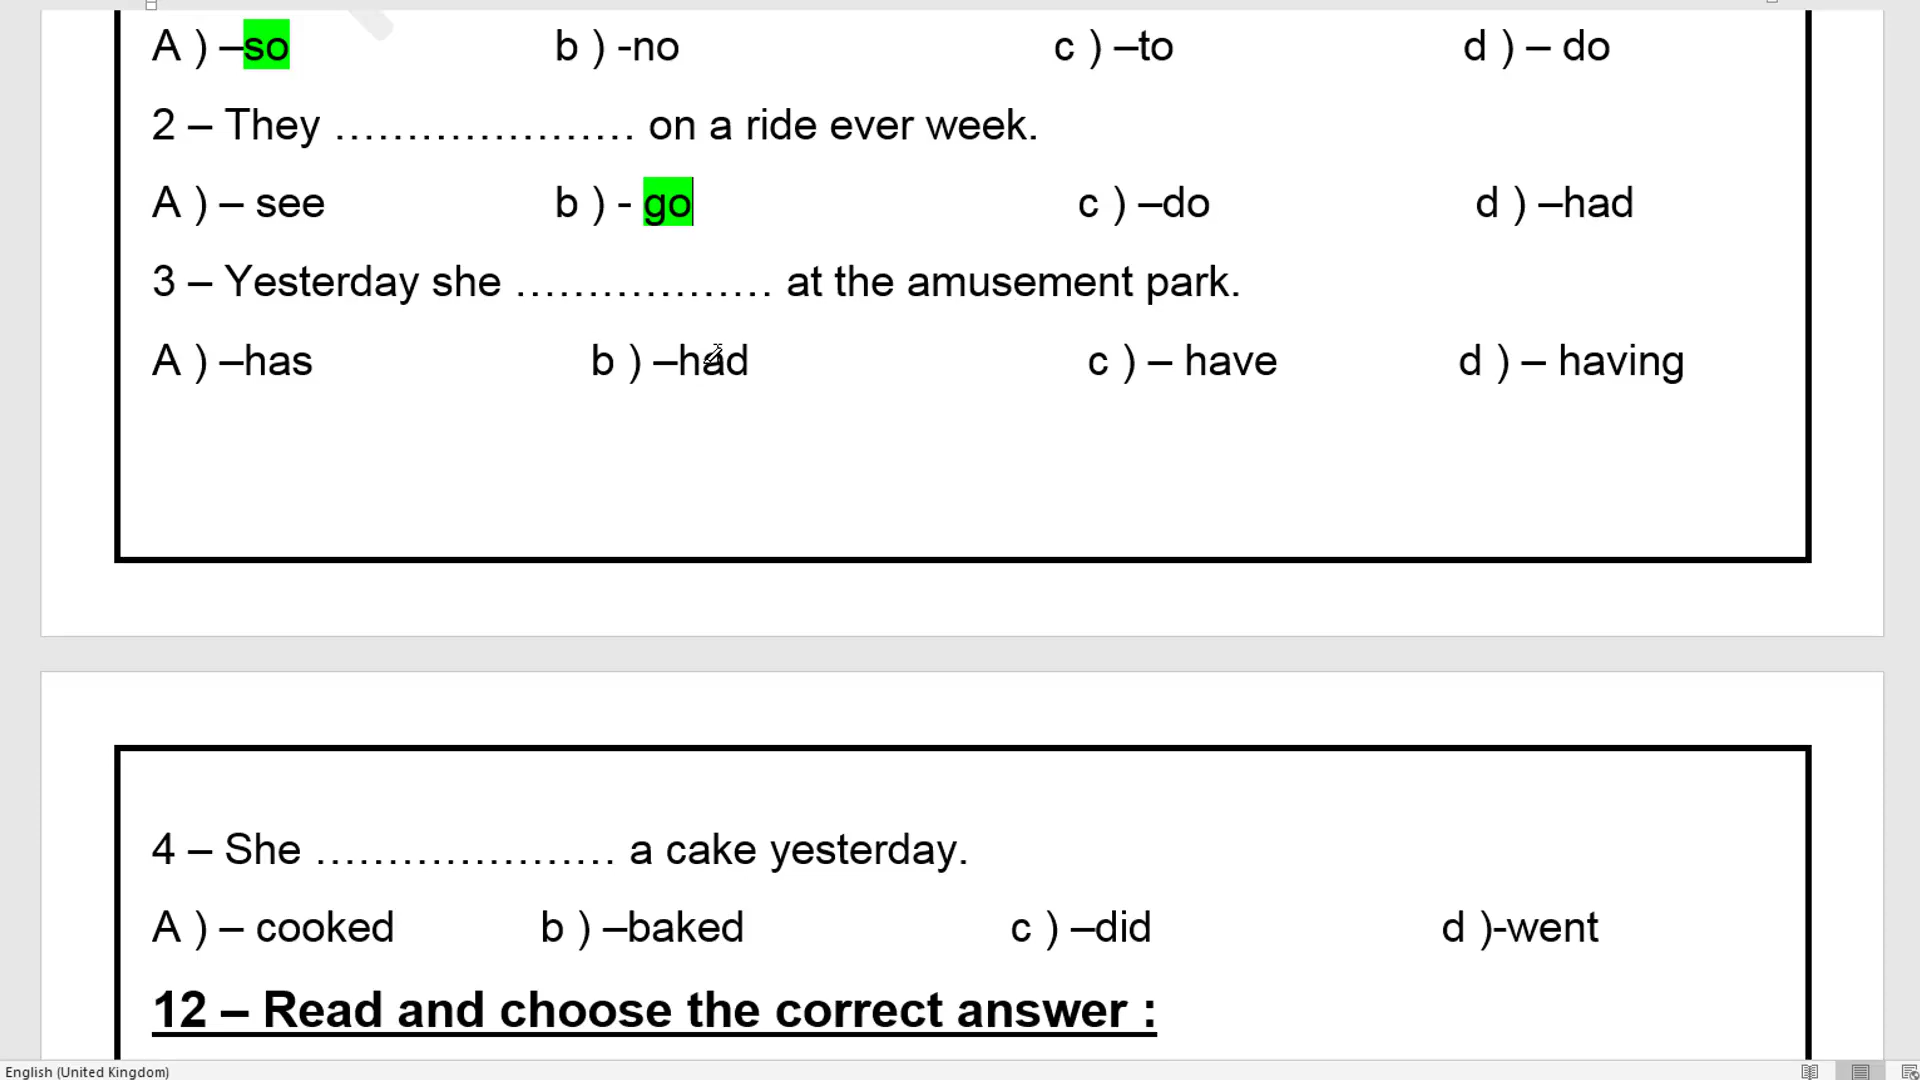 A ) –so b ) -no c ) –to d ) – do
2 – They ………………… on a ride ever week.
A ) – see b ) - go c ) –do d ) –had
3 – Yesterday she ……………… at the amusement park.
A ) –has b ) –had c ) – have d ) – having
4 – She ………………… a cake yesterday.
A ) – cooked b ) –baked c ) –did d )-went
12 – Read and choose the correct answer :
English (United Kingdom)